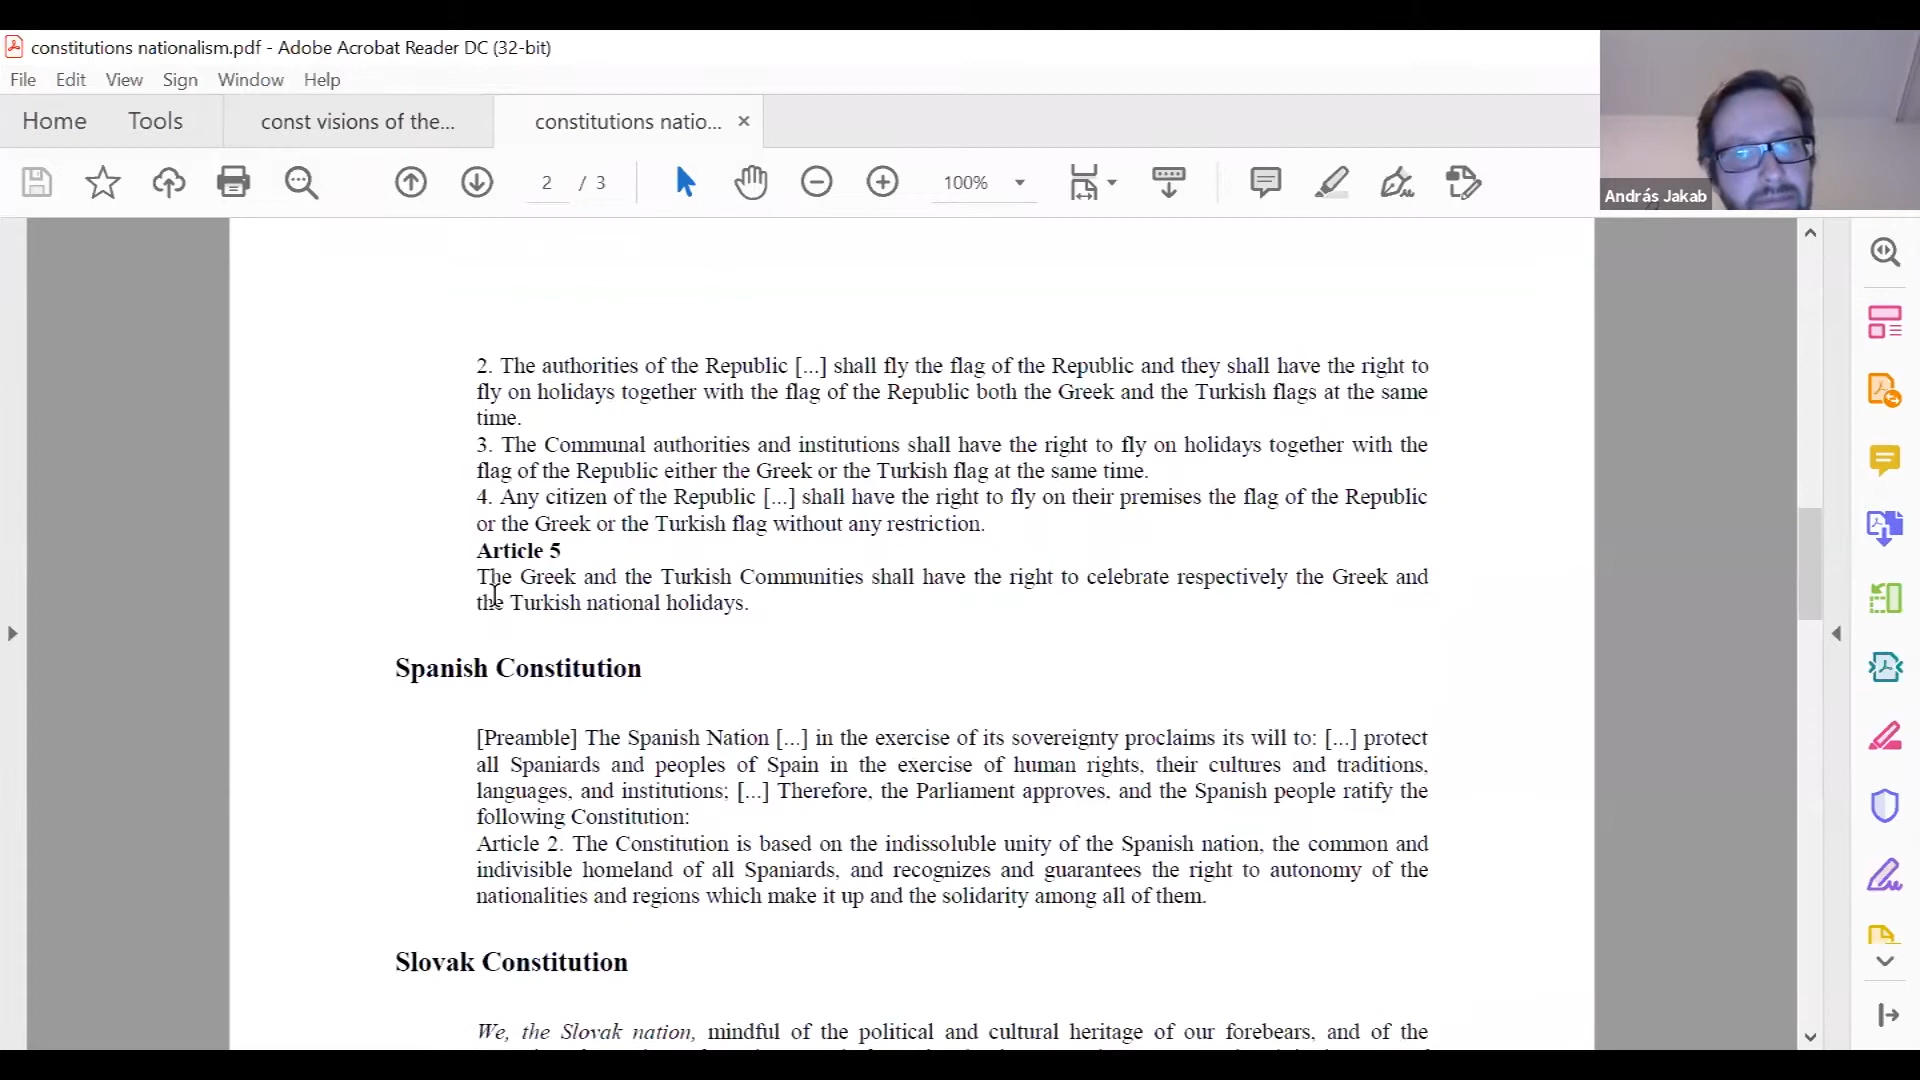 constitutions nationalism.pdf - Adobe Acrobat Reader DC (32-bit)
File Edit View Sign Window Help
Home Tools const visions of the... constitutions natio... ×
2 / 3 100%
András Jakab
2. The authorities of the Republic [...] shall fly the flag of the Republic and they shall have the right to
fly on holidays together with the flag of the Republic both the Greek and the Turkish flags at the same
time.
3. The Communal authorities and institutions shall have the right to fly on holidays together with the
flag of the Republic either the Greek or the Turkish flag at the same time.
4. Any citizen of the Republic [...] shall have the right to fly on their premises the flag of the Republic
or the Greek or the Turkish flag without any restriction.
Article 5
The Greek and the Turkish Communities shall have the right to celebrate respectively the Greek and
the Turkish national holidays.
Spanish Constitution
[Preamble] The Spanish Nation [...] in the exercise of its sovereignty proclaims its will to: [...] protect
all Spaniards and peoples of Spain in the exercise of human rights, their cultures and traditions,
languages, and institutions; [...] Therefore, the Parliament approves, and the Spanish people ratify the
following Constitution:
Article 2. The Constitution is based on the indissoluble unity of the Spanish nation, the common and
indivisible homeland of all Spaniards, and recognizes and guarantees the right to autonomy of the
nationalities and regions which make it up and the solidarity among all of them.
Slovak Constitution
We, the Slovak nation, mindful of the political and cultural heritage of our forebears, and of the